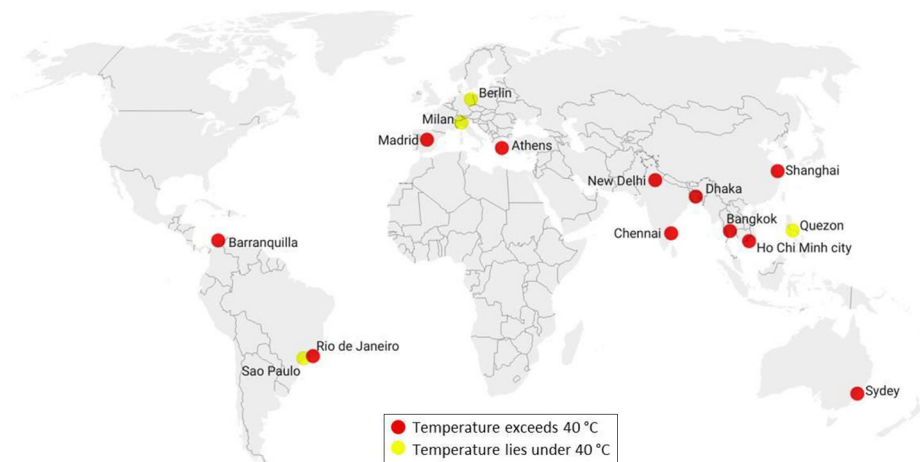 Berlin
Milan
Madrid
Athens
Shanghai
New Delhi
Dhaka
Bangkok
Quezon
Chennai
Ho Chi Minh city
Barranquilla
Rio de Janeiro
Sao Paulo
Sydey
Temperature exceeds 40 °C
Temperature lies under 40 °C